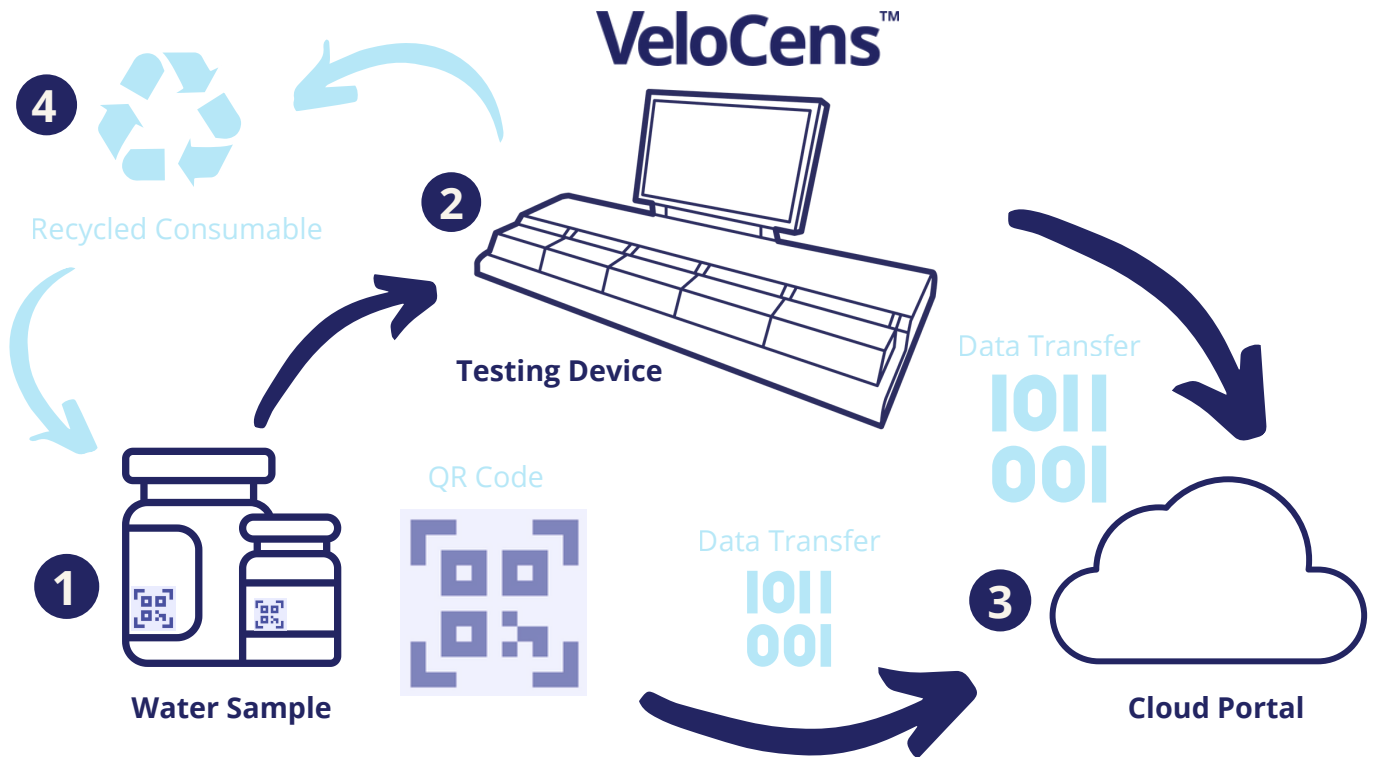 VeloCens™
4
Recycled Consumable
2
Testing Device
Data Transfer
1011
001
QR Code
Data Transfer
1011
001
1
3
Water Sample
Cloud Portal